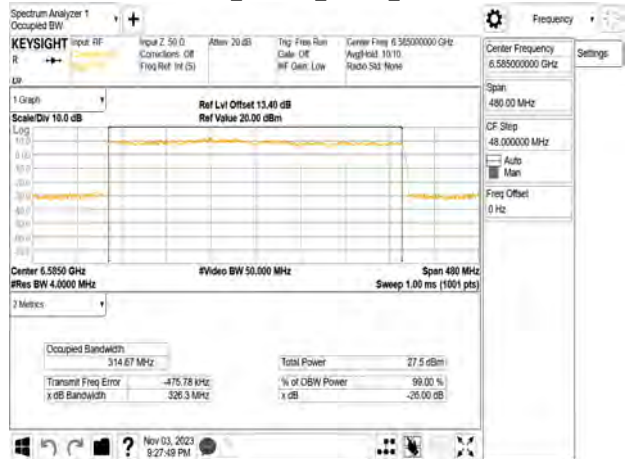 Spectrum Analyzer 1
Occupied BW
KEYSIGHT
Input: RF
R
Input Z: 50 Ω
Corrections: Off
Freq Ref: Int (S)
Atten: 20 dB
Trig: Free Run
Gate: Off
#IF Gain: Low
Center Freq: 6.585000000 GHz
Avg|Hold: 10/10
Radio Std: None
Frequency
Settings
Center Frequency
6.585000000 GHz
Span
480.00 MHz
CF Step
48.000000 MHz
Auto
Man
Freq Offset
0 Hz
1 Graph
Scale/Div 10.0 dB
Ref Lvl Offset 13.40 dB
Ref Value 20.00 dBm
Log
10.0
0.00
Center 6.5850 GHz
#Res BW 4.0000 MHz
#Video BW 50.000 MHz
Span 480 MHz
Sweep 1.00 ms (1001 pts)
2 Metrics
Occupied Bandwidth
314.67 MHz
Total Power 27.5 dBm
Transmit Freq Error -475.78 kHz
% of OBW Power 99.00 %
x dB Bandwidth 326.3 MHz
x dB -26.00 dB
?
Nov 03, 2023
9:27:49 PM